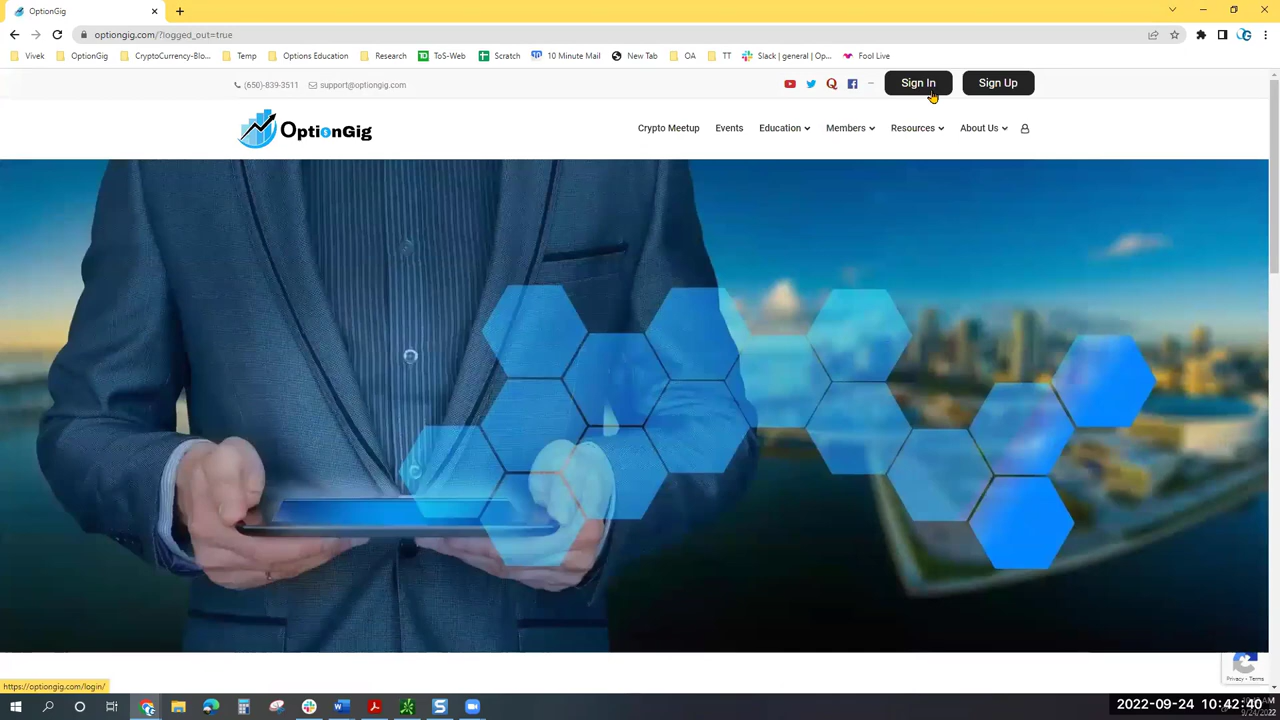 OptionGig
optiongig.com/?logged_out=true
Vivek OptionGig CryptoCurrency-Blo... Temp Options Education Research ToS-Web Scratch 10 Minute Mail New Tab OA TT Slack | general | Op... Fool Live
(650)-839-3511 support@optiongig.com Sign In Sign Up
OptionGig
Crypto Meetup Events Education Members Resources About Us
Privacy - Terms
https://optiongig.com/login/
2022-09-24 10:42:40